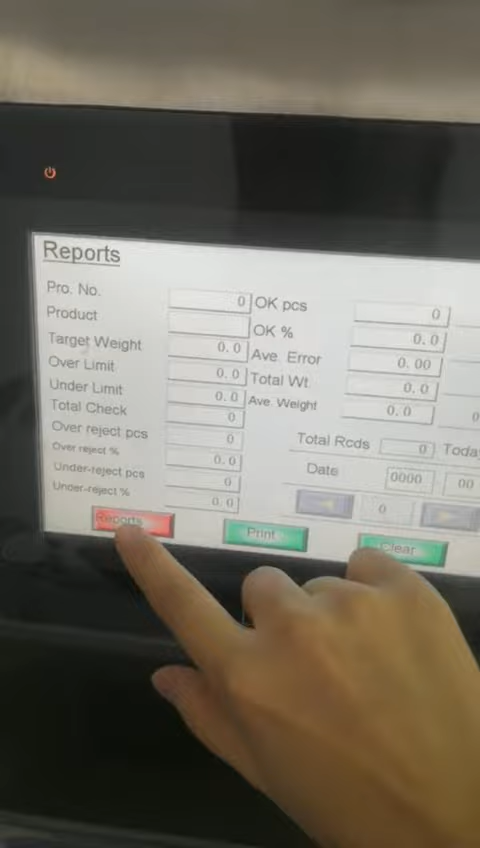 Reports
Pro. No. 0 OK pcs 0
Product OK % 0.0
Target Weight 0.0 Ave. Error 0.00
Over Limit 0.0 Total Wt 0.0
Under Limit 0.0 Ave. Weight 0.0 0
Total Check 0
Over reject pcs 0 Total Rcds 0 Toda
Over reject % 0.0
Under-reject pcs 0 Date 0000 00
Under-reject % 0.0 0
Reports Print Clear